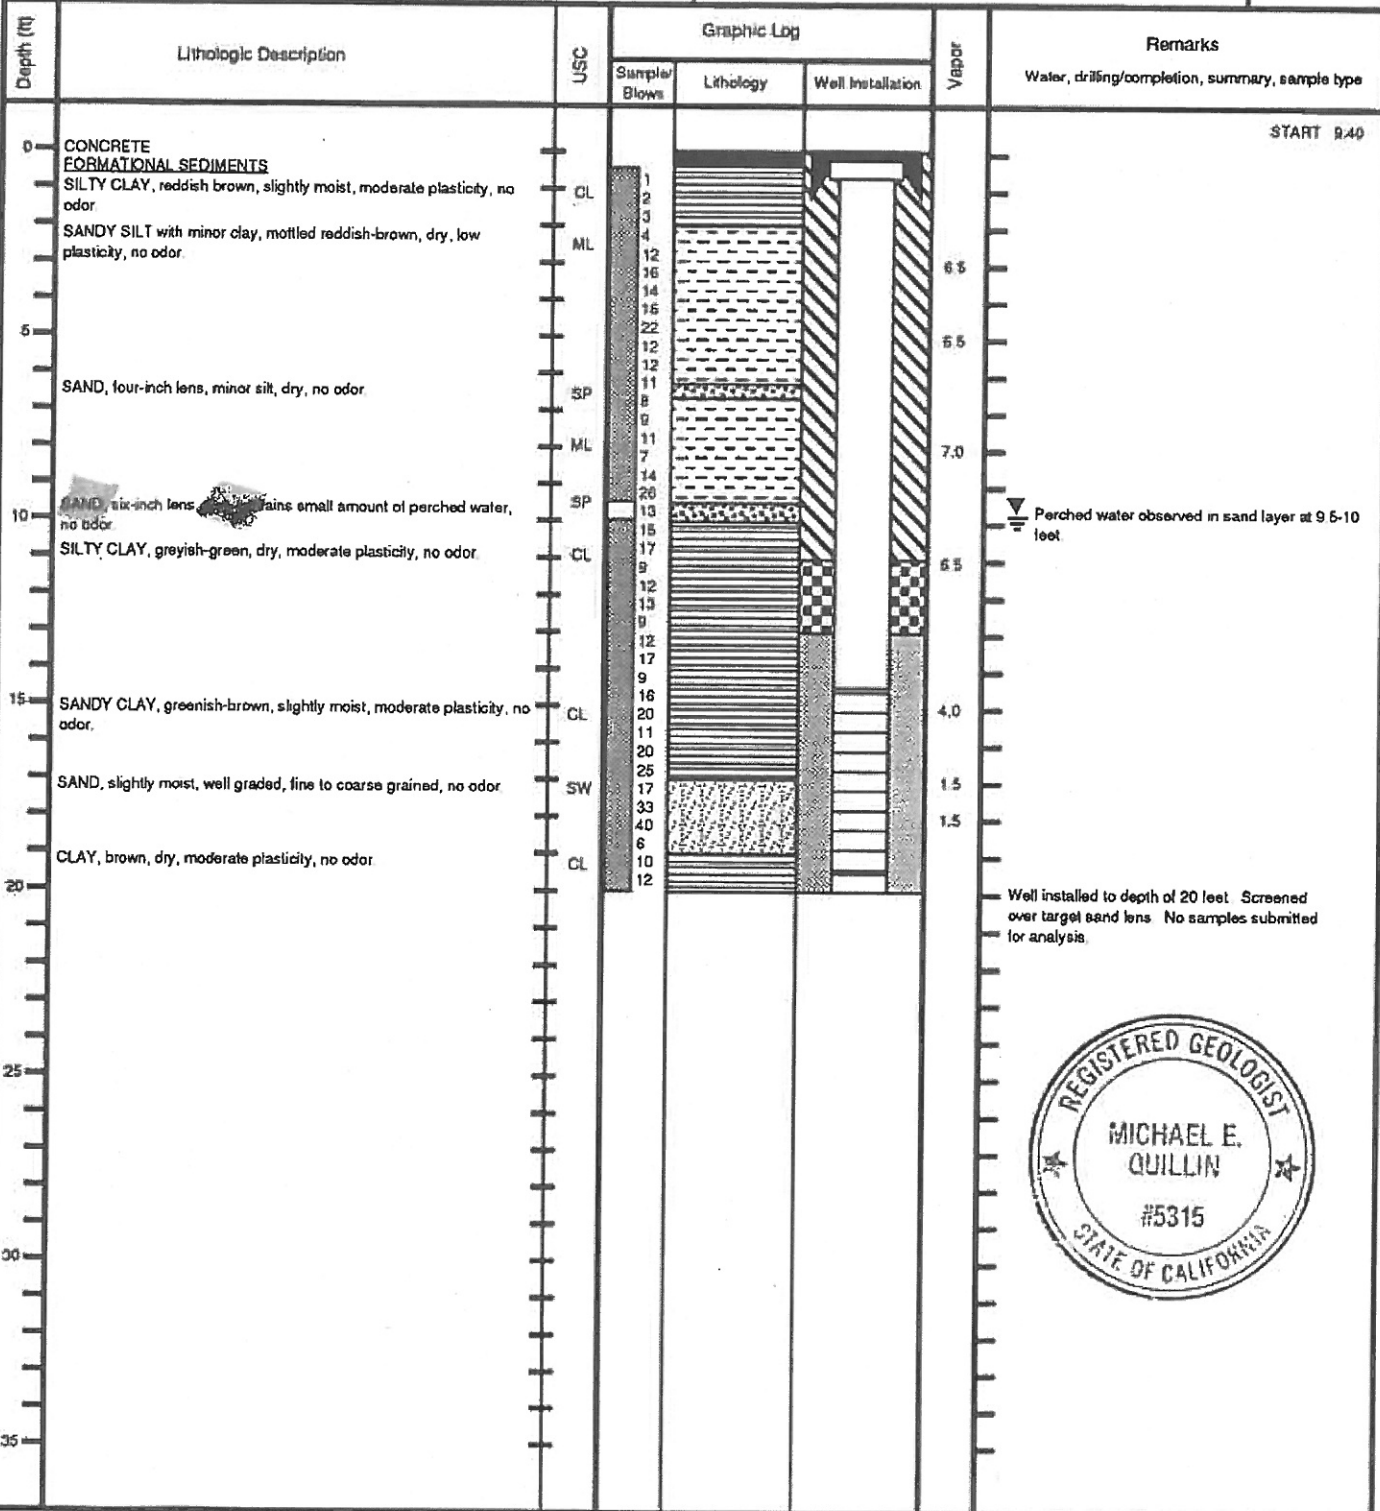 Depth (ft)
Lithologic Description
USC
Graphic Log
Sample/
Blows
Lithology
Well Installation
Vapor
Remarks
Water, drilling/completion, summary, sample type
START 9:40
0
CONCRETE
FORMATIONAL SEDIMENTS
SILTY CLAY, reddish brown, slightly moist, moderate plasticity, no
odor.
CL
SANDY SILT with minor clay, mottled reddish-brown, dry, low
plasticity, no odor.
ML
5
SAND, four-inch lens, minor silt, dry, no odor.
SP
ML
10
SAND, six-inch lens small amount of perched water,
no odor.
SP
SILTY CLAY, greyish-green, dry, moderate plasticity, no odor.
CL
15
SANDY CLAY, greenish-brown, slightly moist, moderate plasticity, no
odor.
CL
SAND, slightly moist, well graded, fine to coarse grained, no odor.
SW
CLAY, brown, dry, moderate plasticity, no odor.
CL
20
25
30
35
1
2
3
4
12
16
14
16
22
12
12
11
8
9
11
7
14
26
13
15
17
9
12
13
9
12
17
9
16
20
11
20
25
17
33
40
6
10
12
7.0
4.0
1.5
1.5
Perched water observed in sand layer at 9.5-10
feet.
Well installed to depth of 20 feet. Screened
over target sand lens. No samples submitted
for analysis.
REGISTERED GEOLOGIST
MICHAEL E.
QUILLIN
#5315
STATE OF CALIFORNIA